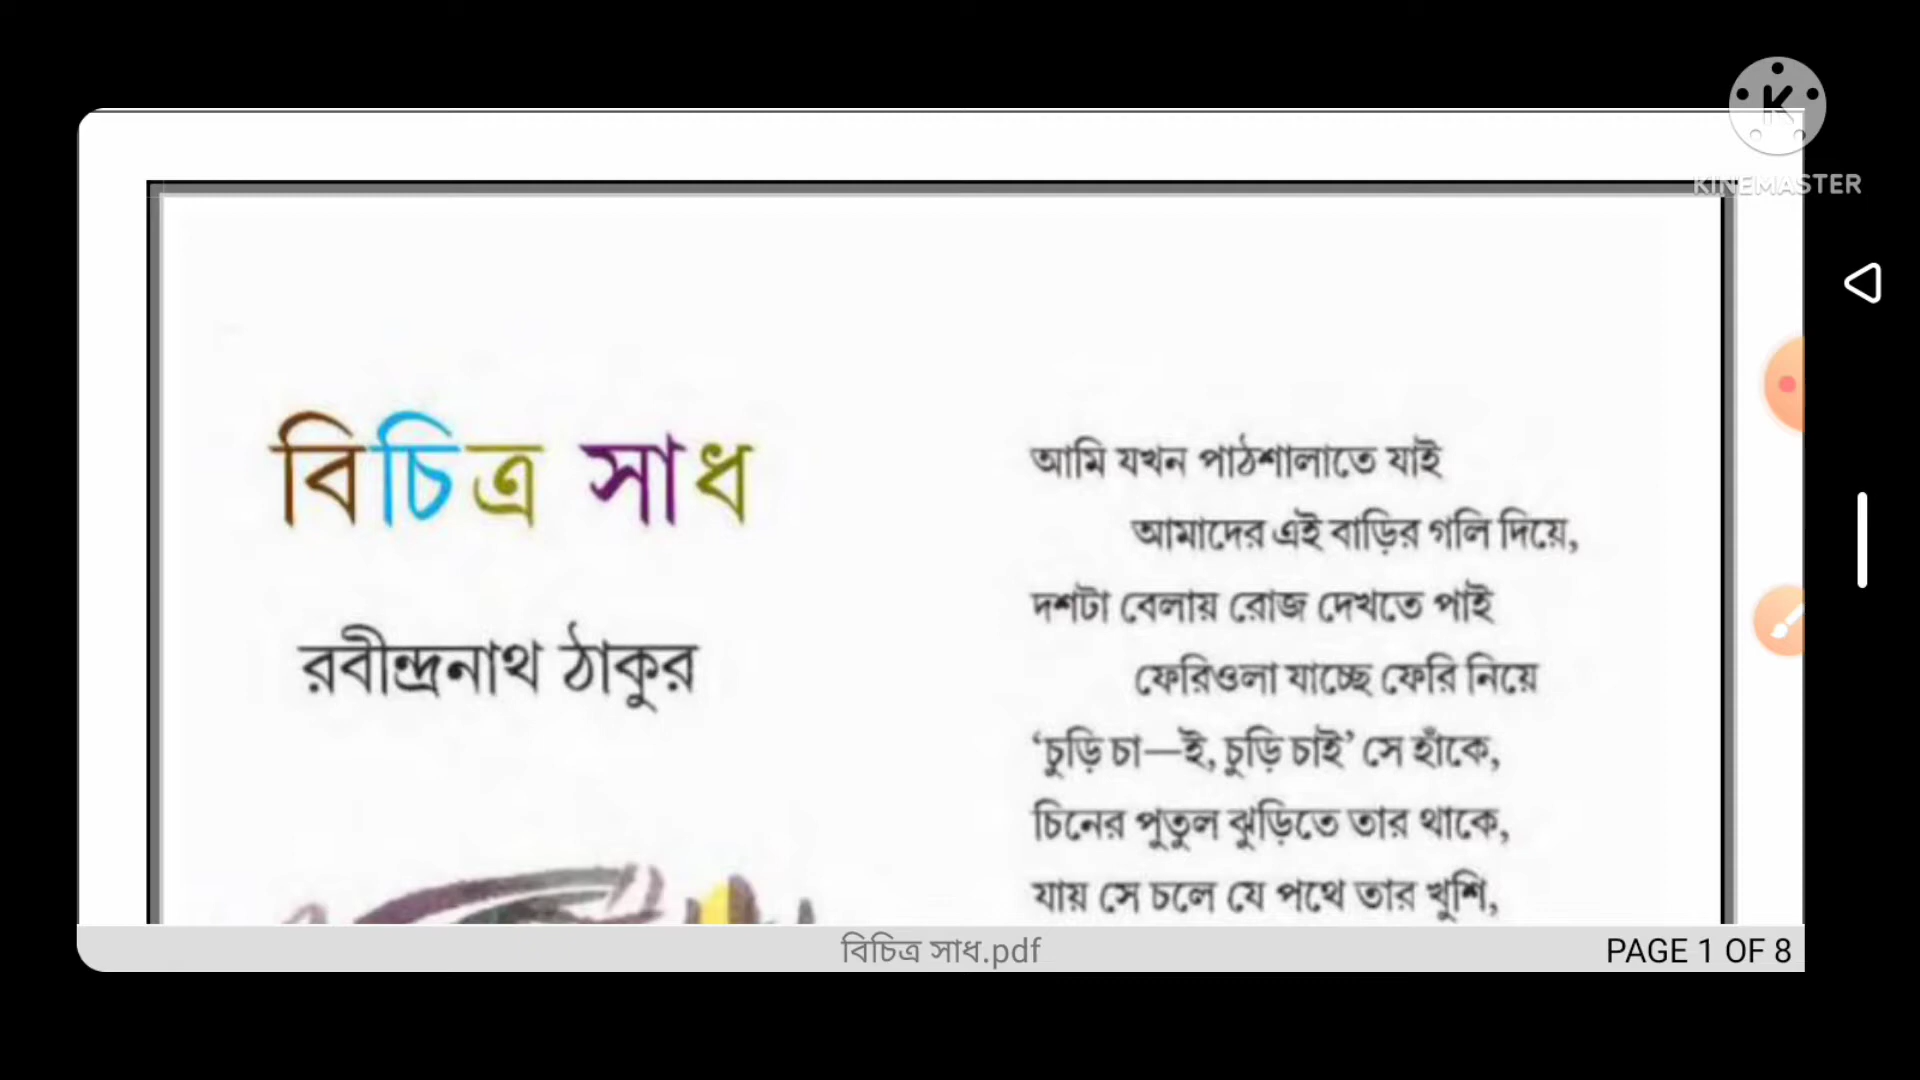 KINEMASTER
বিচিত্র সাধ
রবীন্দ্রনাথ ঠাকুর
আমি যখন পাঠশালাতে যাই
আমাদের এই বাড়ির গলি দিয়ে,
দশটা বেলায় রোজ দেখতে পাই
ফেরিওলা যাচ্ছে ফেরি নিয়ে
‘চুড়ি চা—ই, চুড়ি চাই’ সে হাঁকে,
চিনের পুতুল ঝুড়িতে তার থাকে,
যায় সে চলে যে পথে তার খুশি,
বিচিত্র সাধ.pdf
PAGE 1 OF 8